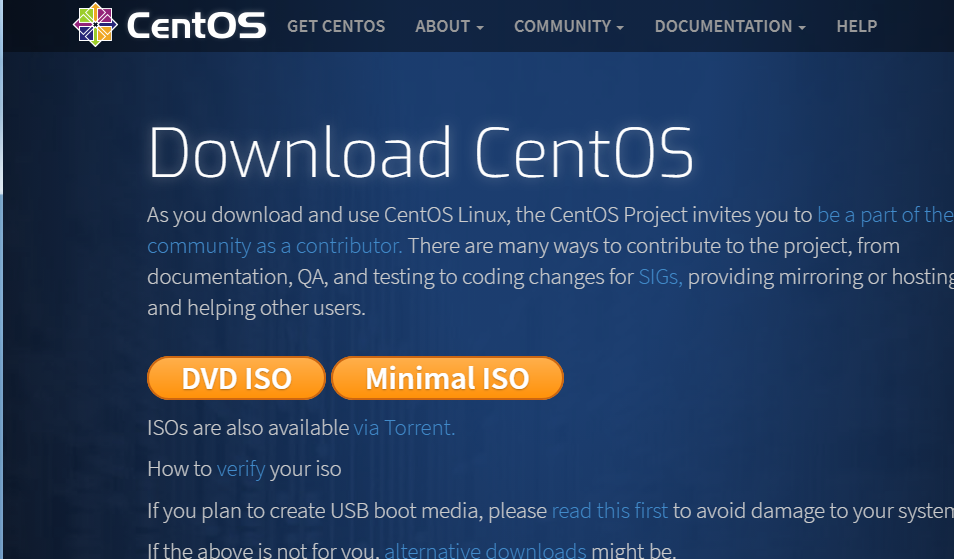 CentOS GET CENTOS ABOUT COMMUNITY DOCUMENTATION HELP
Download CentOS
As you download and use CentOS Linux, the CentOS Project invites you to be a part of the
community as a contributor. There are many ways to contribute to the project, from
documentation, QA, and testing to coding changes for SIGs, providing mirroring or hosting
and helping other users.
DVD ISO Minimal ISO
ISOs are also available via Torrent.
How to verify your iso
If you plan to create USB boot media, please read this first to avoid damage to your system
If the above is not for you, alternative downloads might be.